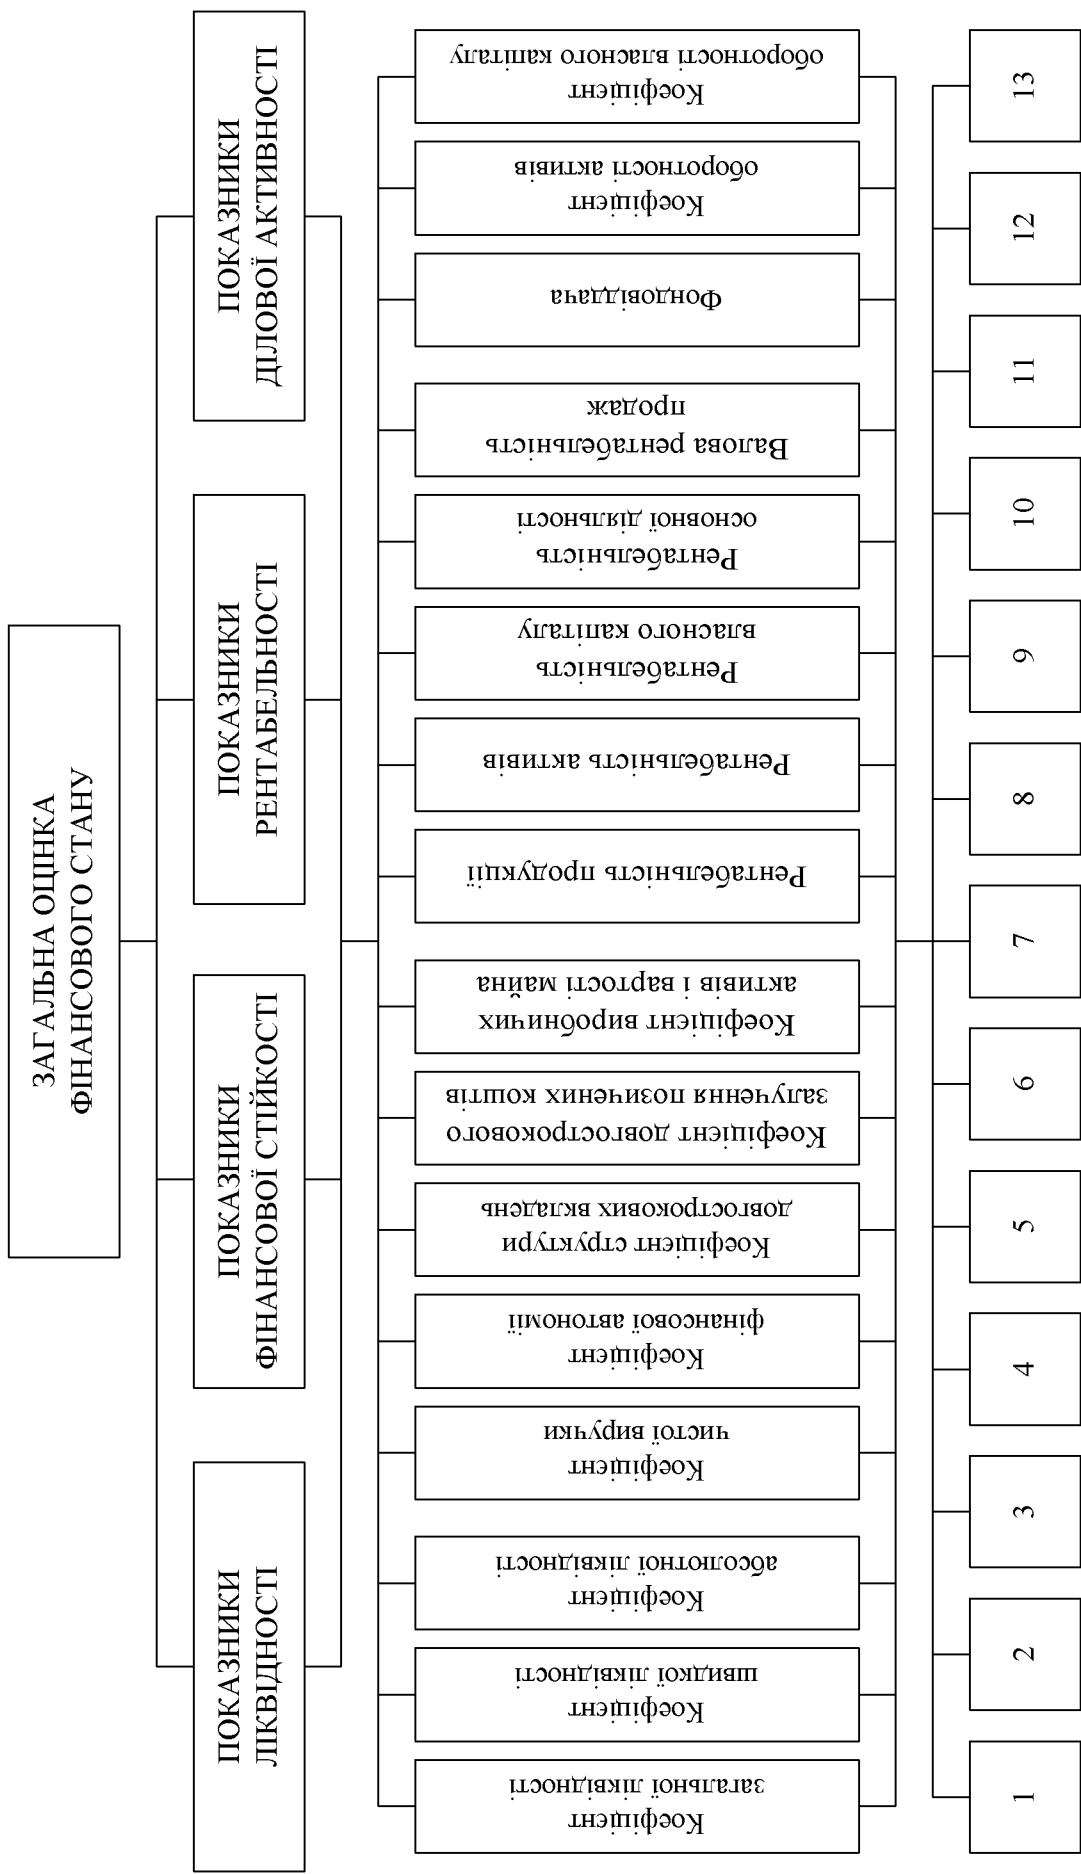 ЗАГАЛЬНА ОЦІНКА
ФІНАНСОВОГО СТАНУ
ПОКАЗНИКИ
ЛІКВІДНОСТІ
ПОКАЗНИКИ
ФІНАНСОВОЇ СТІЙКОСТІ
ПОКАЗНИКИ
РЕНТАБЕЛЬНОСТІ
ПОКАЗНИКИ
ДІЛОВОЇ АКТИВНОСТІ
Коефіцієнт
загальної ліквідності
Коефіцієнт
швидкої ліквідності
Коефіцієнт
абсолютної ліквідності
Коефіцієнт
чистої виручки
Коефіцієнт
фінансової автономії
Коефіцієнт структури
довгострокових вкладень
Коефіцієнт довгострокового
залучення позичених коштів
Коефіцієнт виробничих
активів і вартості майна
Рентабельність продукції
Рентабельність активів
Рентабельність
власного капіталу
Рентабельність
основної діяльності
Валова рентабельність
продаж
Фондовіддача
Коефіцієнт
оборотності активів
Коефіцієнт
оборотності власного капіталу
1
2
3
4
5
6
7
8
9
10
11
12
13